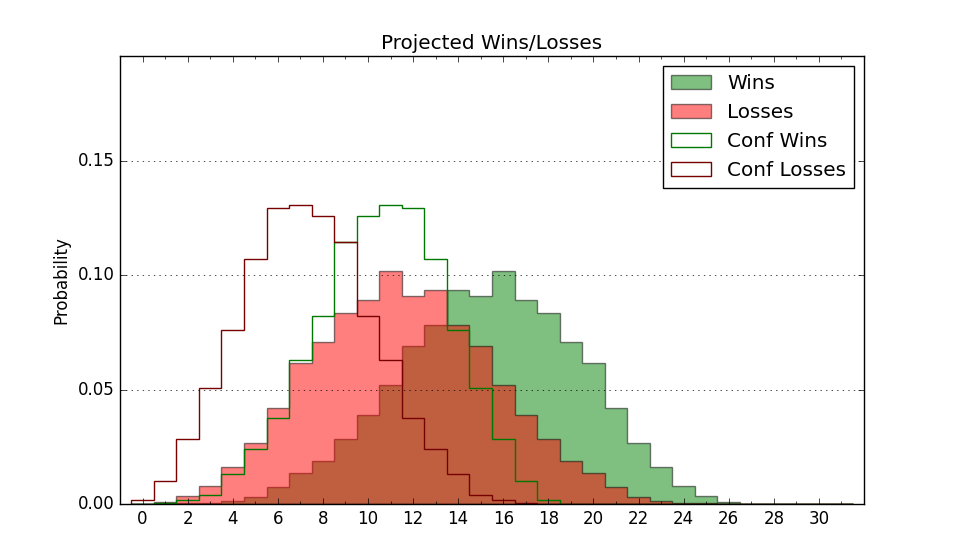 Projected Wins/Losses
Wins
Losses
Conf Wins
Conf Losses
Probability
0.15
0.10
0.05
0.00
0 2 4 6 8 10 12 14 16 18 20 22 24 26 28 30